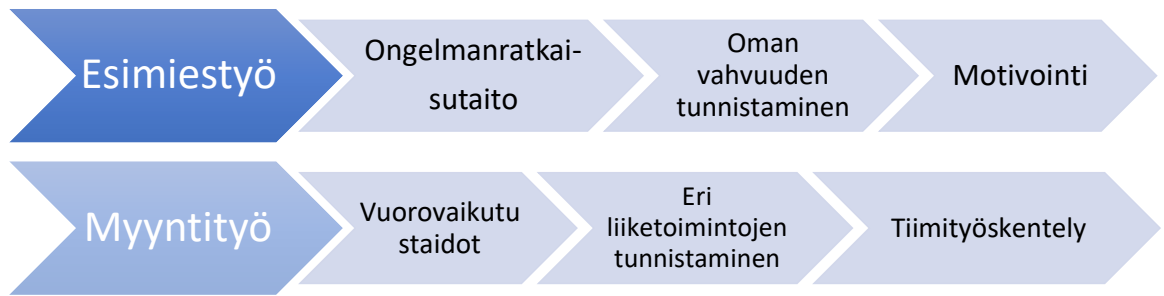 Esimiestyö
Ongelmanratkai-
sutaito
Oman
vahvuuden
tunnistaminen
Motivointi
Myyntityö
Vuorovaikutu
staidot
Eri
liiketoimintojen
tunnistaminen
Tiimityöskentely